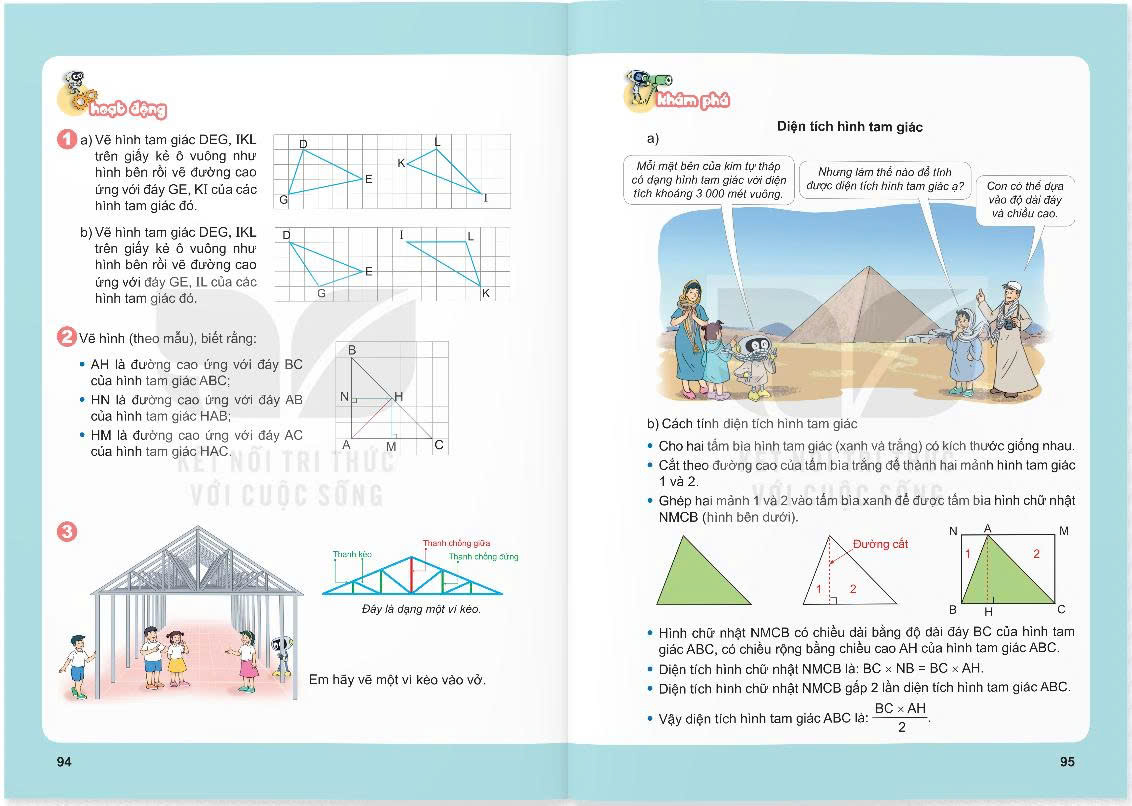 hoạt động
1 a) Vẽ hình tam giác DEG, IKL
trên giấy kẻ ô vuông như
hình bên rồi vẽ đường cao
ứng với đáy GE, KI của các
hình tam giác đó.
D
L
K
E
G
I
b) Vẽ hình tam giác DEG, IKL
trên giấy kẻ ô vuông như
hình bên rồi vẽ đường cao
ứng với đáy GE, IL của các
hình tam giác đó.
D
I
L
E
G
K
2 Vẽ hình (theo mẫu), biết rằng:
• AH là đường cao ứng với đáy BC
của hình tam giác ABC;
• HN là đường cao ứng với đáy AB
của hình tam giác HAB;
• HM là đường cao ứng với đáy AC
của hình tam giác HAC.
B
N
H
A
M
C
KẾT NỐI TRI THỨC
VỚI CUỘC SỐNG
3
Thanh chống giữa
Thanh kèo
Thanh chống đứng
Đây là dạng một vì kèo.
Em hãy vẽ một vì kèo vào vở.
94
khám phá
Diện tích hình tam giác
a)
Mỗi mặt bên của kim tự tháp
có dạng hình tam giác với diện
tích khoảng 3 000 mét vuông.
Nhưng làm thế nào để tính
được diện tích hình tam giác ạ?
Con có thể dựa
vào độ dài đáy
và chiều cao.
b) Cách tính diện tích hình tam giác
• Cho hai tấm bìa hình tam giác (xanh và trắng) có kích thước giống nhau.
• Cắt theo đường cao của tấm bìa trắng để thành hai mảnh hình tam giác
1 và 2.
• Ghép hai mảnh 1 và 2 vào tấm bìa xanh để được tấm bìa hình chữ nhật
NMCB (hình bên dưới).
KẾT NỐI TRI THỨC
VỚI CUỘC SỐNG
Đường cắt
1
2
N
A
M
1
2
B
H
C
• Hình chữ nhật NMCB có chiều dài bằng độ dài đáy BC của hình tam
giác ABC, có chiều rộng bằng chiều cao AH của hình tam giác ABC.
• Diện tích hình chữ nhật NMCB là: BC × NB = BC × AH.
• Diện tích hình chữ nhật NMCB gấp 2 lần diện tích hình tam giác ABC.
• Vậy diện tích hình tam giác ABC là: BC × AH / 2.
95